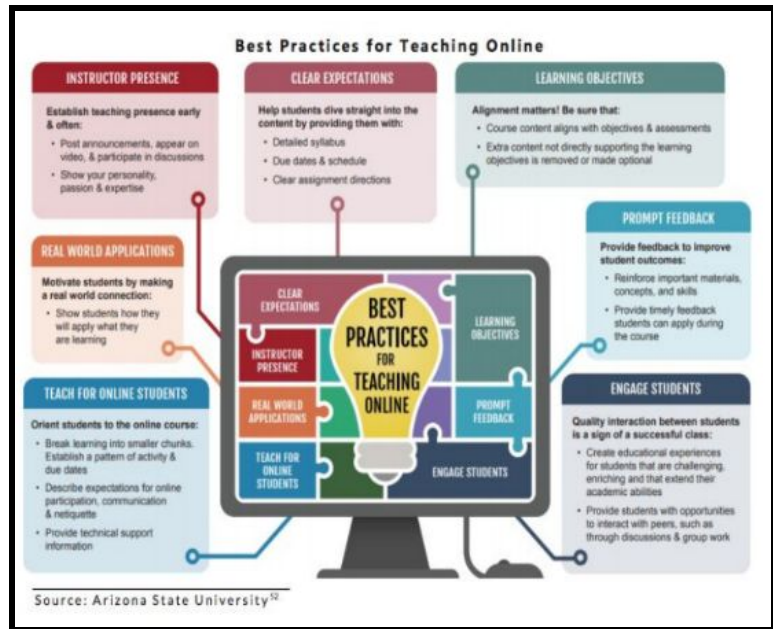 Best Practices for Teaching Online
INSTRUCTOR PRESENCE
Establish teaching presence early
& often:
• Post announcements, appear on
video, & participate in discussions
• Show your personality,
passion & expertise
CLEAR EXPECTATIONS
Help students dive straight into the
content by providing them with:
• Detailed syllabus
• Due dates & schedule
• Clear assignment directions
LEARNING OBJECTIVES
Alignment matters! Be sure that:
• Course content aligns with objectives & assessments
• Extra content not directly supporting the learning
objectives is removed or made optional
REAL WORLD APPLICATIONS
Motivate students by making
a real world connection:
• Show students how they
will apply what they
are learning
PROMPT FEEDBACK
Provide feedback to improve
student outcomes:
• Reinforce important materials,
concepts, and skills
• Provide timely feedback
students can apply during
the course
TEACH FOR ONLINE STUDENTS
Orient students to the online course:
• Break learning into smaller chunks.
Establish a pattern of activity &
due dates
• Describe expectations for online
participation, communication
& netiquette
• Provide technical support
information
ENGAGE STUDENTS
Quality interaction between students
is a sign of a successful class:
• Create educational experiences
for students that are challenging,
enriching and that extend their
academic abilities
• Provide students with opportunities
to interact with peers, such as
through discussions & group work
CLEAR
EXPECTATIONS
INSTRUCTOR
PRESENCE
REAL WORLD
APPLICATIONS
TEACH FOR
ONLINE
STUDENTS
BEST
PRACTICES
FOR
TEACHING
ONLINE
LEARNING
OBJECTIVES
PROMPT
FEEDBACK
ENGAGE STUDENTS
Source: Arizona State University52